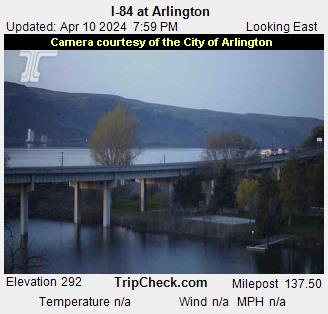 I-84 at Arlington
Updated: Apr 10 2024 7:59 PM Looking East
Camera courtesy of the City of Arlington
Elevation 292 TripCheck.com Milepost 137.50
Temperature n/a Wind n/a MPH n/a